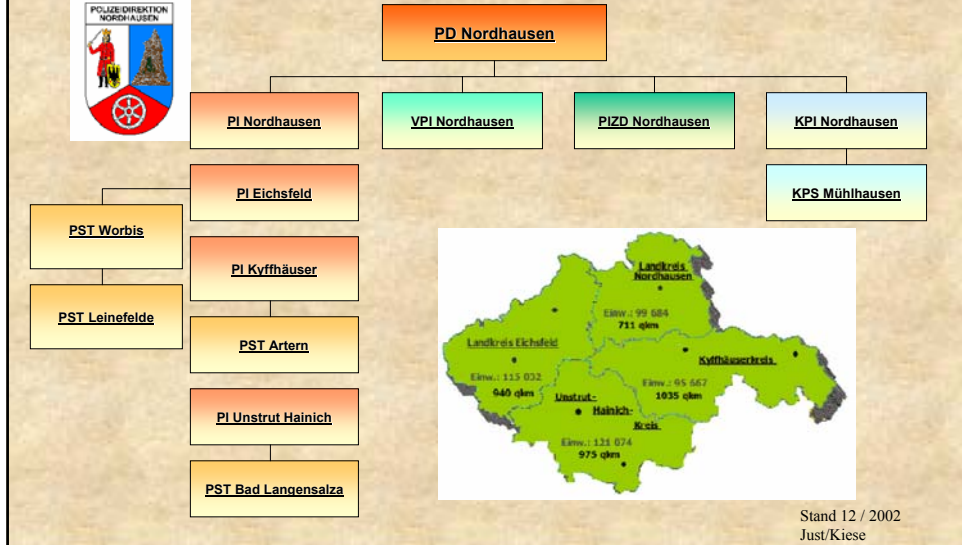 POLIZEIDIREKTION
NORDHAUSEN
PD Nordhausen
PI Nordhausen
VPI Nordhausen
PIZD Nordhausen
KPI Nordhausen
PI Eichsfeld
KPS Mühlhausen
PST Worbis
PI Kyffhäuser
PST Leinefelde
PST Artern
PI Unstrut Hainich
PST Bad Langensalza
Landkreis
Nordhausen
Einw.: 99 684
711 qkm
Landkreis Eichsfeld
Einw.: 115 032
940 qkm
Kyffhäuserkreis
Einw.: 95 667
1035 qkm
Unstrut-
Hainich-
Kreis
Einw.: 121 074
975 qkm
Stand 12 / 2002
Just/Kiese